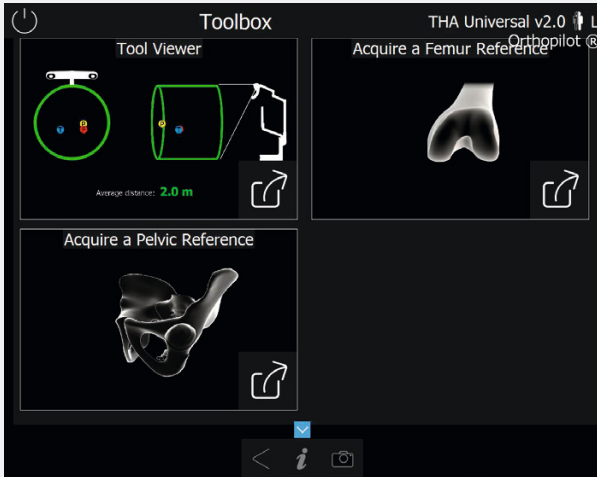 Toolbox
THA Universal v2.0 L
Orthopilot ®
Tool Viewer
Acquire a Femur Reference
T
P
P
T
Average distance: 2.0 m
Acquire a Pelvic Reference
i